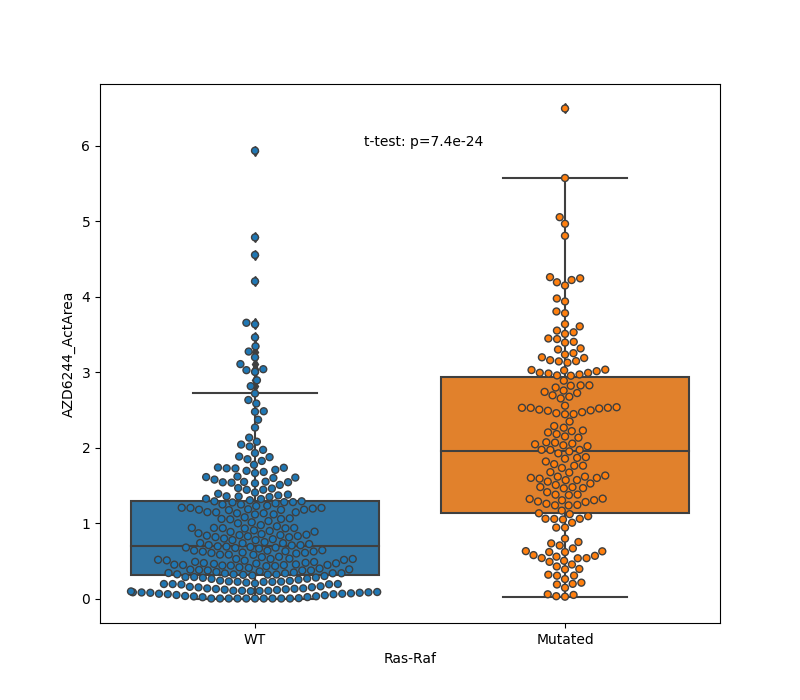 t-test: p=7.4e-24
AZD6244_ActArea
6
5
4
3
2
1
0
WT
Mutated
Ras-Raf